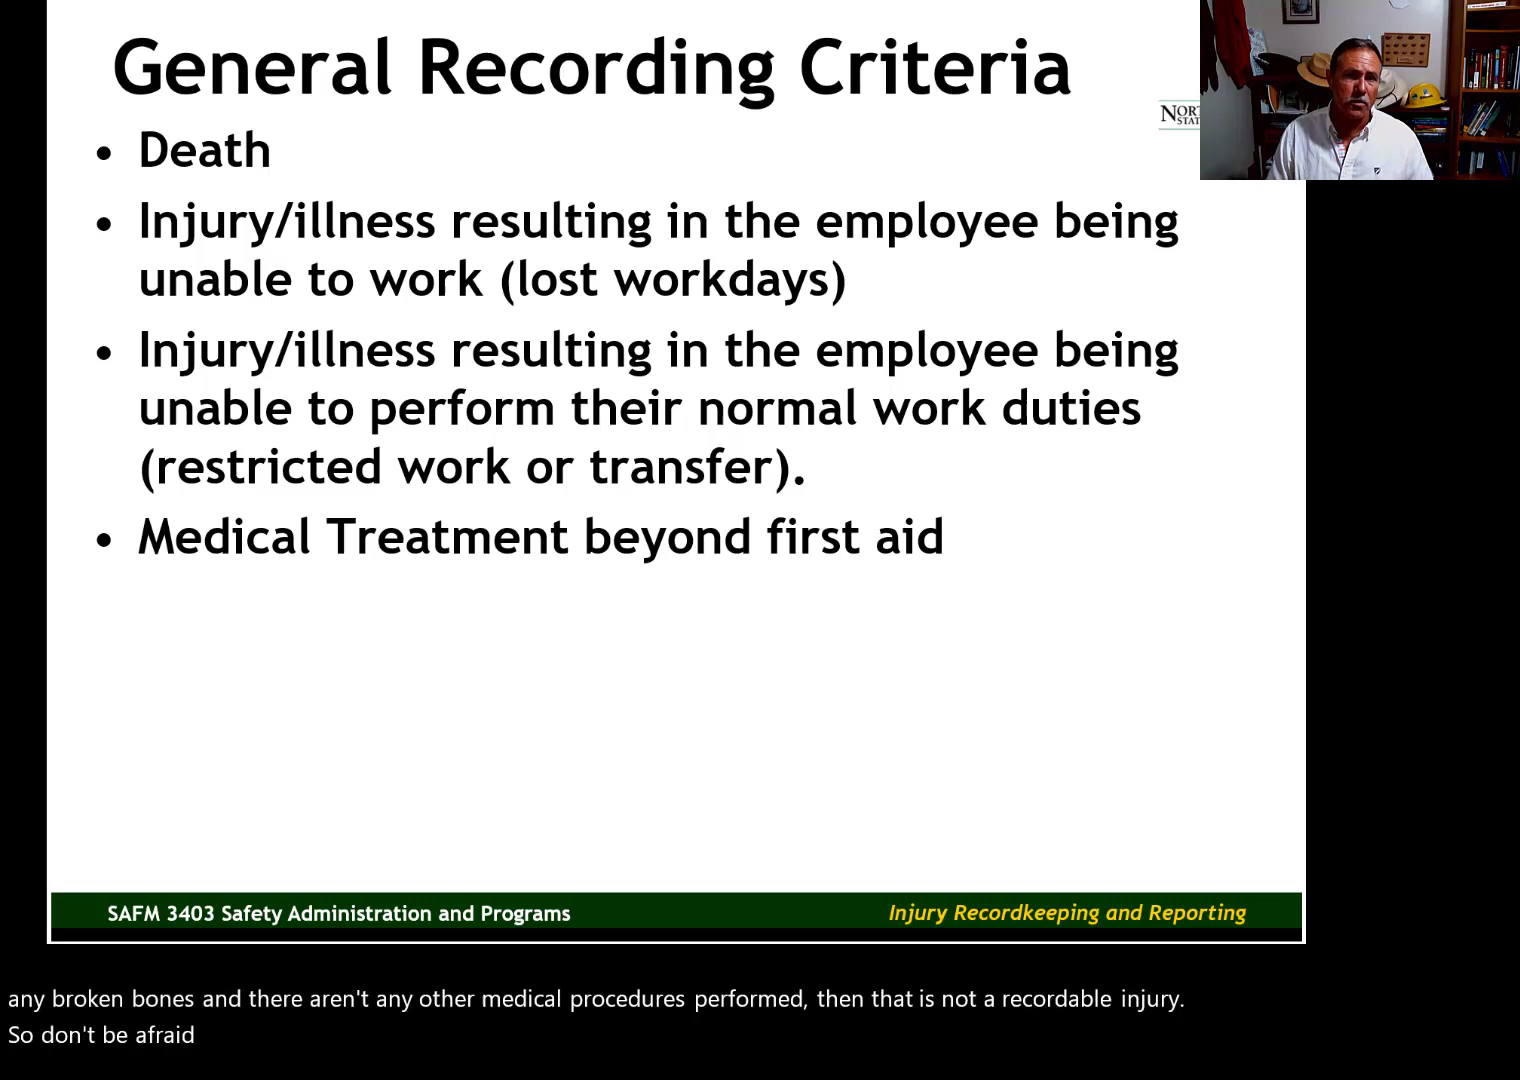 General Recording Criteria
• Death
• Injury/illness resulting in the employee being
unable to work (lost workdays)
• Injury/illness resulting in the employee being
unable to perform their normal work duties
(restricted work or transfer).
• Medical Treatment beyond first aid
SAFM 3403 Safety Administration and Programs
Injury Recordkeeping and Reporting
any broken bones and there aren't any other medical procedures performed, then that is not a recordable injury.
So don't be afraid